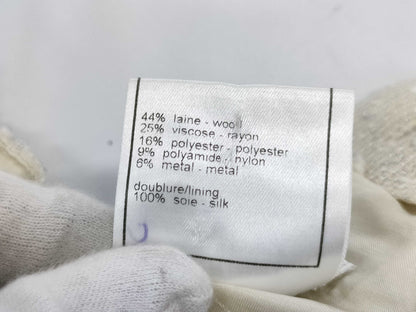 44% laine - wool
25% viscose - rayon
16% polyester - polyester
9% polyamide - nylon
6% metal - metal
doublure/lining
100% soie - silk